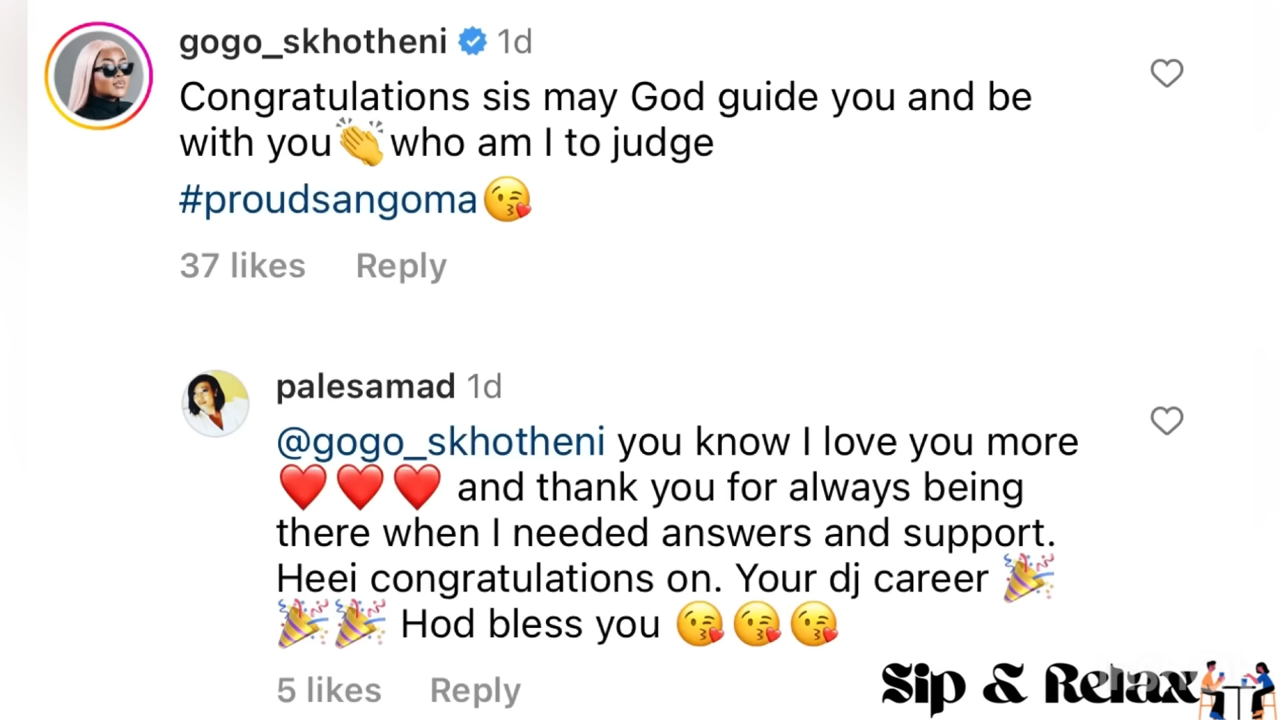 gogo_skhotheni 1d
Congratulations sis may God guide you and be
with you👏who am I to judge
#proudsangoma😘
37 likes Reply
palesamad 1d
@gogo_skhotheni you know I love you more
❤️❤️❤️ and thank you for always being
there when I needed answers and support.
Heei congratulations on. Your dj career 🎉
🎉🎉 Hod bless you 😘😘😘
5 likes Reply
Sip & Relax